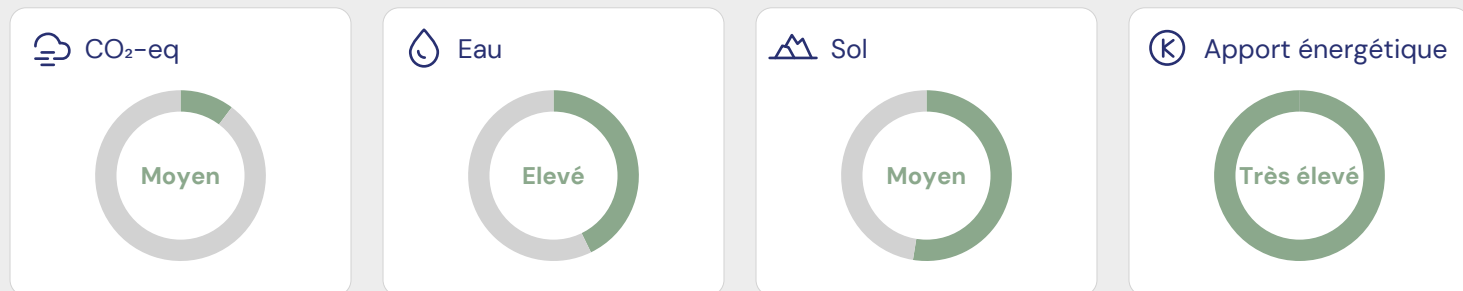 CO₂-eq
Eau
Sol
Apport énergétique
Moyen
Elevé
Moyen
Très élevé